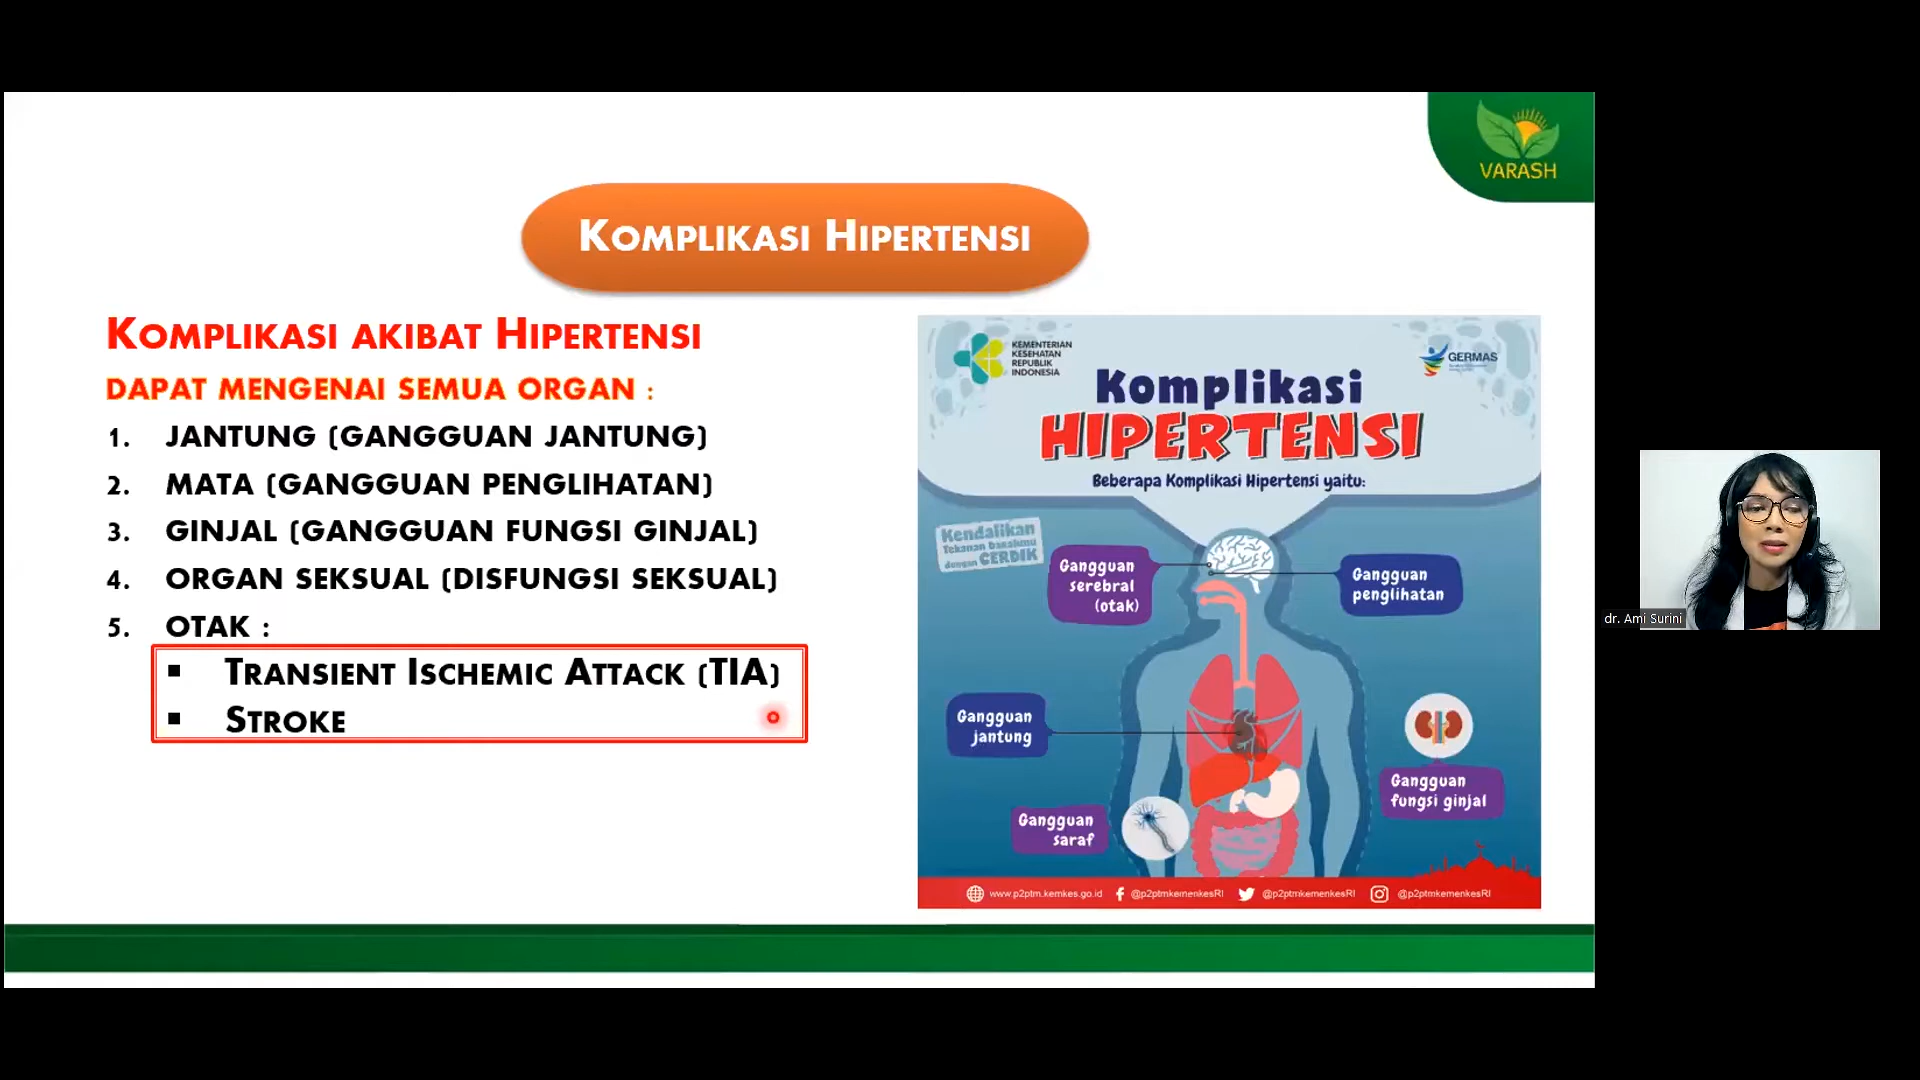 VARASH
KOMPLIKASI HIPERTENSI
KOMPLIKASI AKIBAT HIPERTENSI
DAPAT MENGENAI SEMUA ORGAN :
1. JANTUNG (GANGGUAN JANTUNG)
2. MATA (GANGGUAN PENGLIHATAN)
3. GINJAL (GANGGUAN FUNGSI GINJAL)
4. ORGAN SEKSUAL (DISFUNGSI SEKSUAL)
5. OTAK :
▪ TRANSIENT ISCHEMIC ATTACK (TIA)
▪ STROKE
KEMENTERIAN
KESEHATAN
REPUBLIK
INDONESIA
GERMAS
Komplikasi
HIPERTENSI
Beberapa Komplikasi Hipertensi yaitu:
Kendalikan
Tekanan Darahmu
dengan CERDIK
Gangguan
serebral
(otak)
Gangguan
penglihatan
Gangguan
jantung
Gangguan
fungsi ginjal
Gangguan
saraf
www.p2ptm.kemkes.go.id @p2ptmkemenkesRI @p2ptmkemenkesRI @p2ptmkemenkesRI
dr. Ami Surini